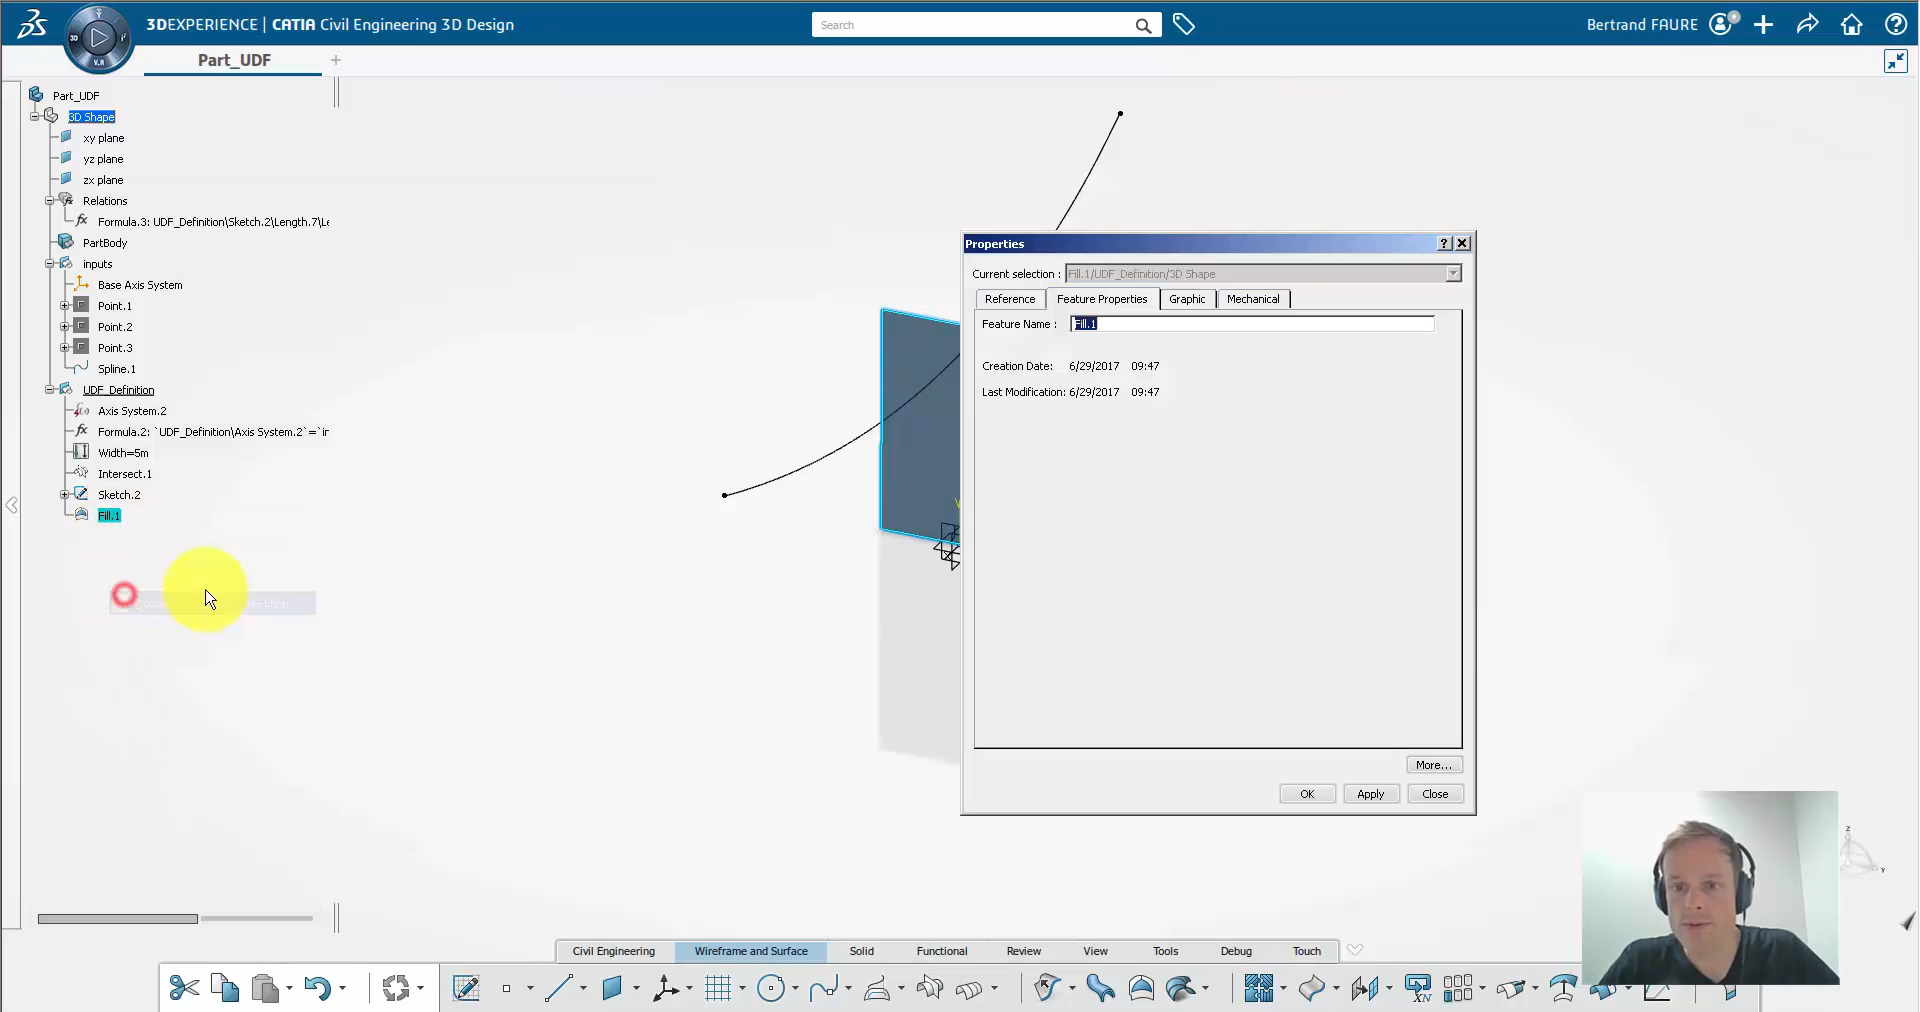 3DEXPERIENCE | CATIA Civil Engineering 3D Design
Search
Bertrand FAURE
3D
V.R
Part_UDF
+
Part_UDF
3D Shape
xy plane
yz plane
zx plane
Relations
Formula.3: UDF_Definition\Sketch.2\Length.7\Le
PartBody
inputs
Base Axis System
Point.1
Point.2
Point.3
Spline.1
UDF_Definition
Axis System.2
Formula.2: `UDF_Definition\Axis System.2`=`in
Width=5m
Intersect.1
Sketch.2
Fill.1
Properties
Current selection : Fill.1/UDF_Definition/3D Shape
Reference Feature Properties Graphic Mechanical
Feature Name : Fill.1
Creation Date: 6/29/2017 09:47
Last Modification: 6/29/2017 09:47
More...
OK Apply Close
Z
Y
Civil Engineering Wireframe and Surface Solid Functional Review View Tools Debug Touch
XN